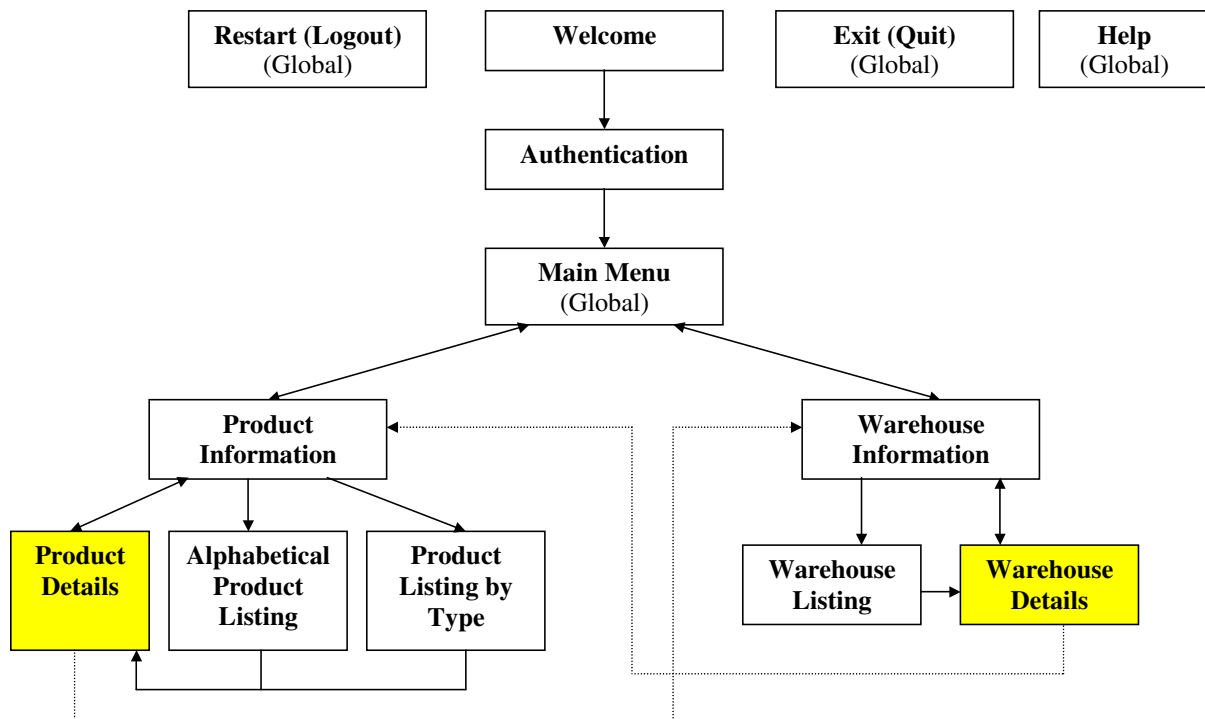 Restart (Logout)
(Global)
Welcome
Exit (Quit)
(Global)
Help
(Global)
Authentication
Main Menu
(Global)
Product
Information
Warehouse
Information
Product
Details
Alphabetical
Product
Listing
Product
Listing by
Type
Warehouse
Listing
Warehouse
Details